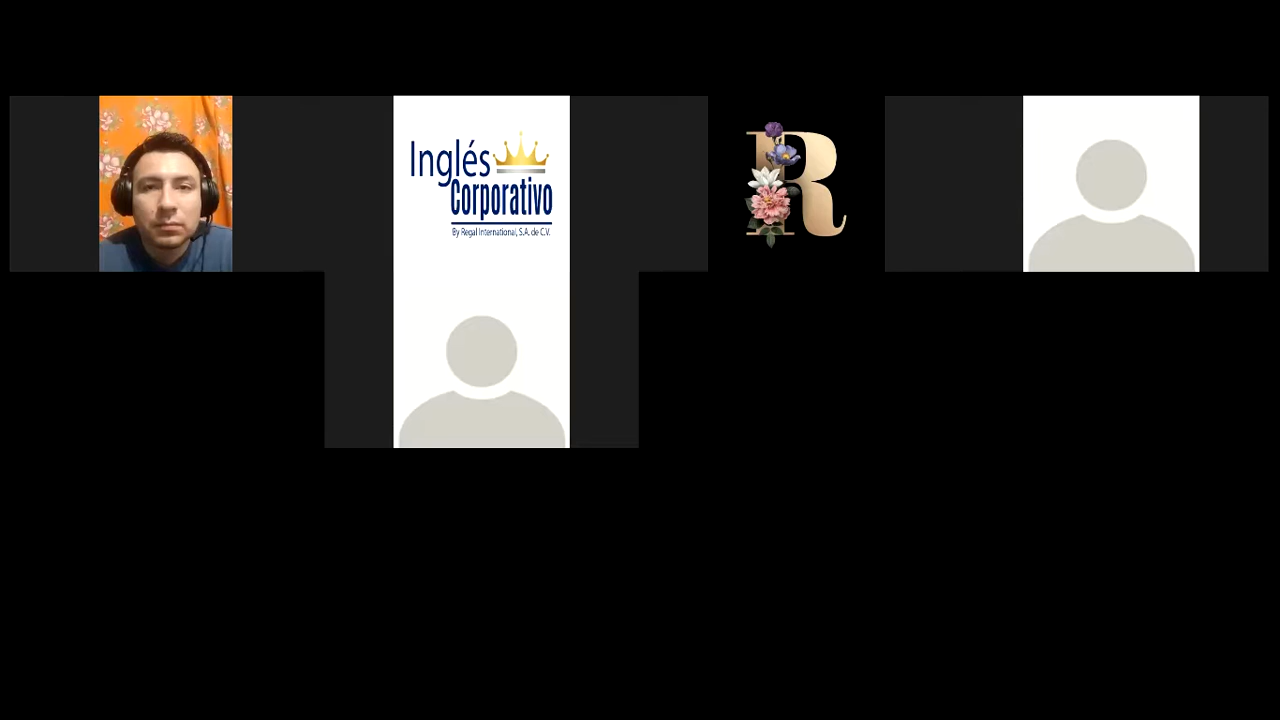 Inglés
Corporativo
By Regal International, S.A. de C.V.
R